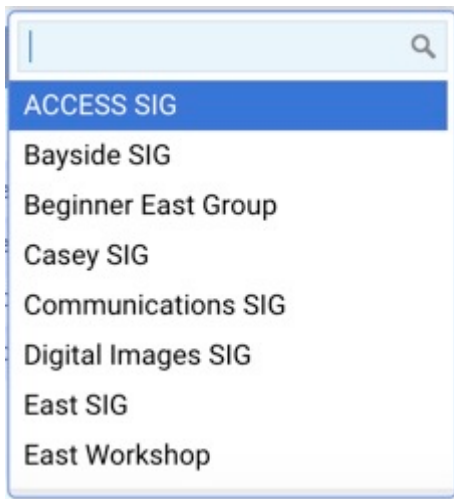 ACCESS SIG
Bayside SIG
Beginner East Group
Casey SIG
Communications SIG
Digital Images SIG
East SIG
East Workshop